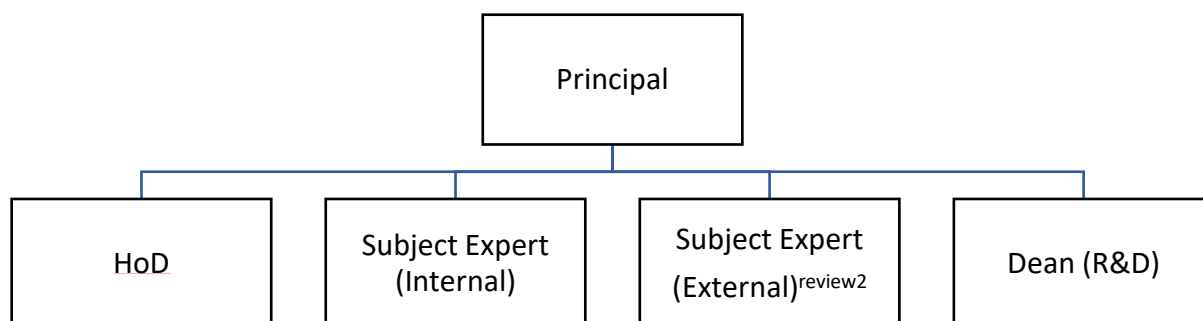 Principal
HoD
Subject Expert
(Internal)
Subject Expert
(External)review2
Dean (R&D)